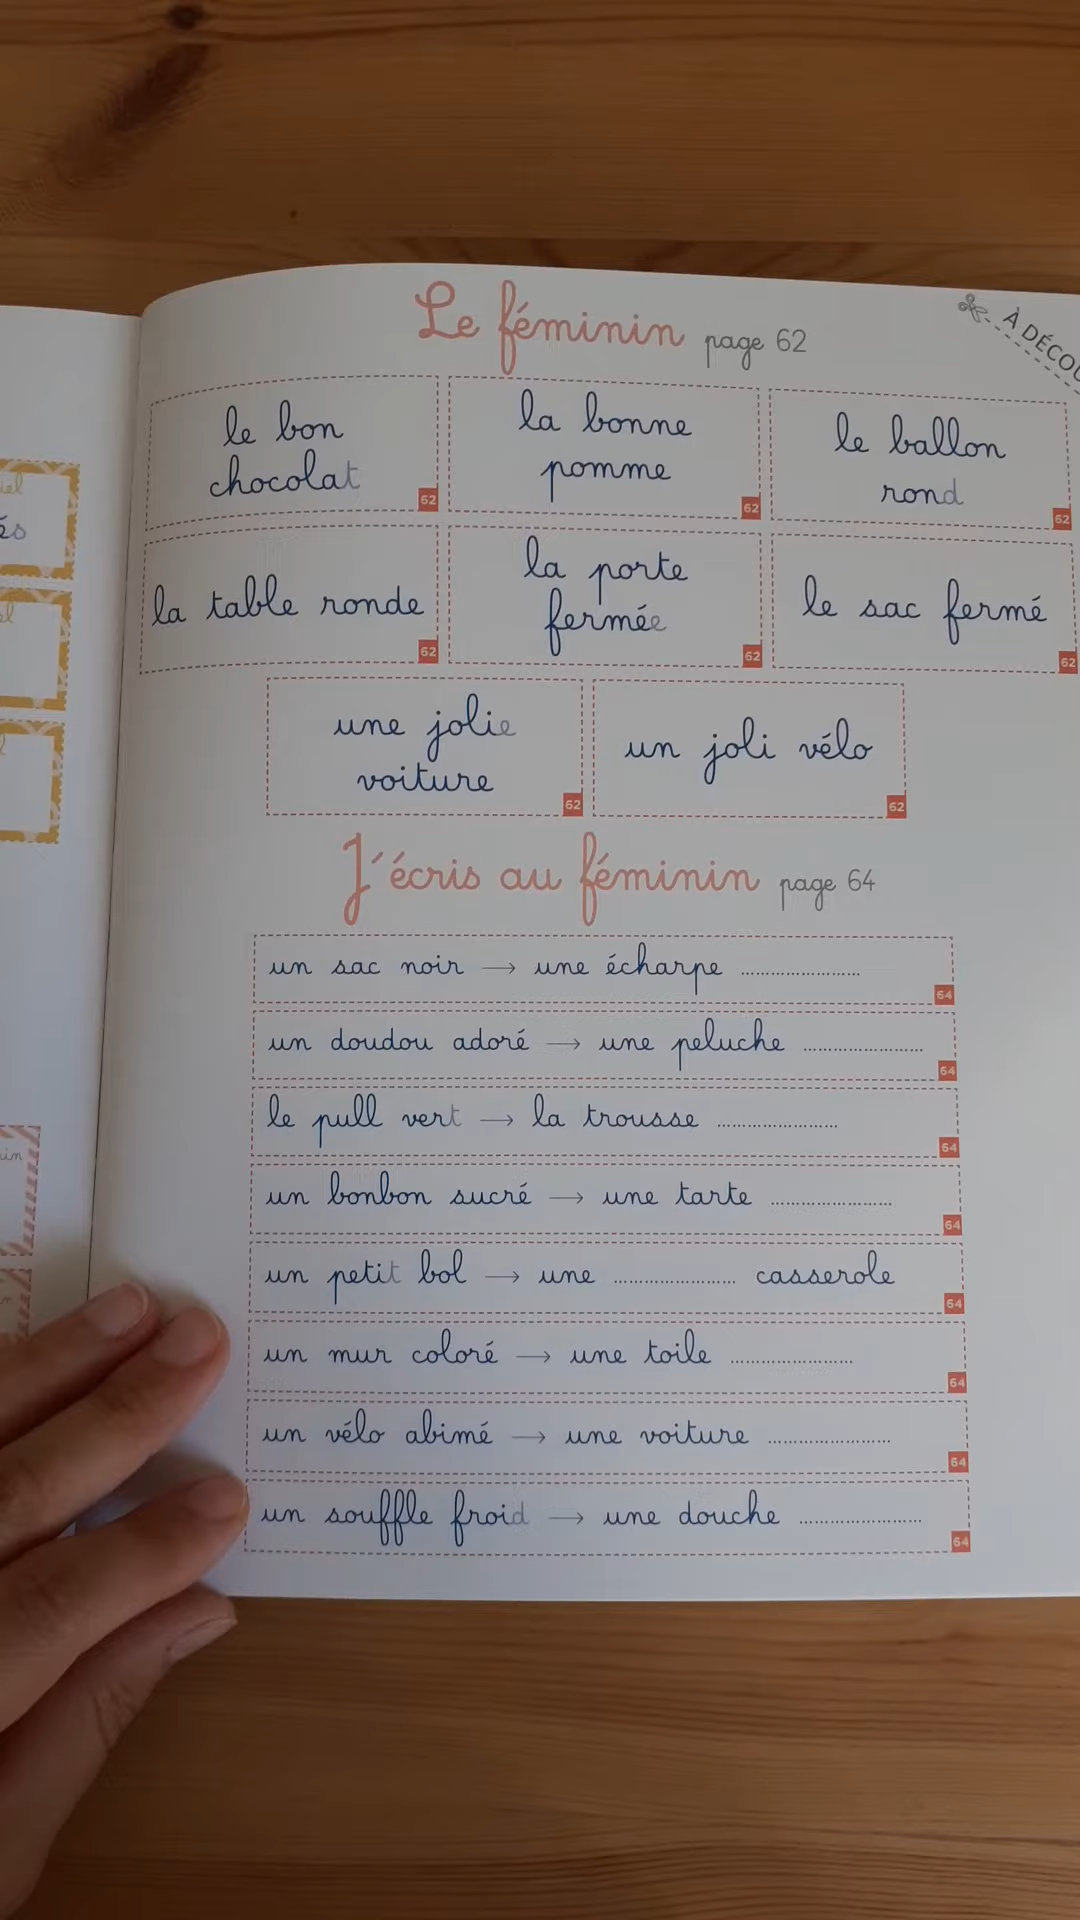 Le féminin page 62
À DÉCOU
le bon
chocolat
62
la bonne
pomme
62
le ballon
rond
62
la table ronde
62
la porte
fermée
62
le sac fermé
62
une jolie
voiture
62
un joli vélo
62
J'écris au féminin page 64
un sac noir → une écharpe ........................
64
un doudou adoré → une peluche ........................
64
le pull vert → la trousse ........................
64
un bonbon sucré → une tarte ........................
64
un petit bol → une ........................ casserole
64
un mur coloré → une toile ........................
64
un vélo abimé → une voiture ........................
64
un souffle froid → une douche ........................
64